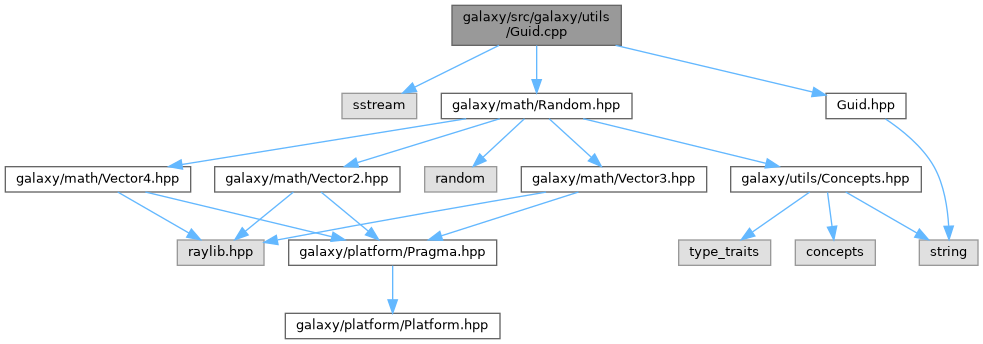 galaxy/src/galaxy/utils
/Guid.cpp
sstream
galaxy/math/Random.hpp
Guid.hpp
galaxy/math/Vector4.hpp
galaxy/math/Vector2.hpp
random
galaxy/math/Vector3.hpp
galaxy/utils/Concepts.hpp
raylib.hpp
galaxy/platform/Pragma.hpp
type_traits
concepts
string
galaxy/platform/Platform.hpp